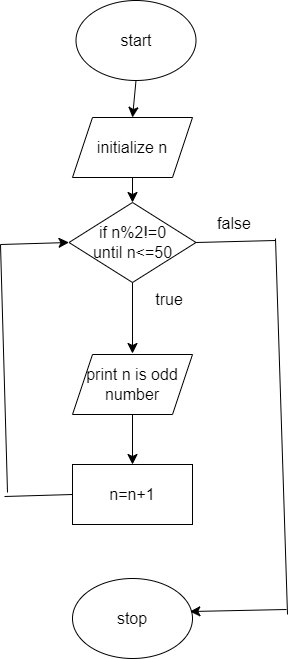 start
initialize n
if n%2!=0
until n<=50
false
true
print n is odd
number
n=n+1
stop